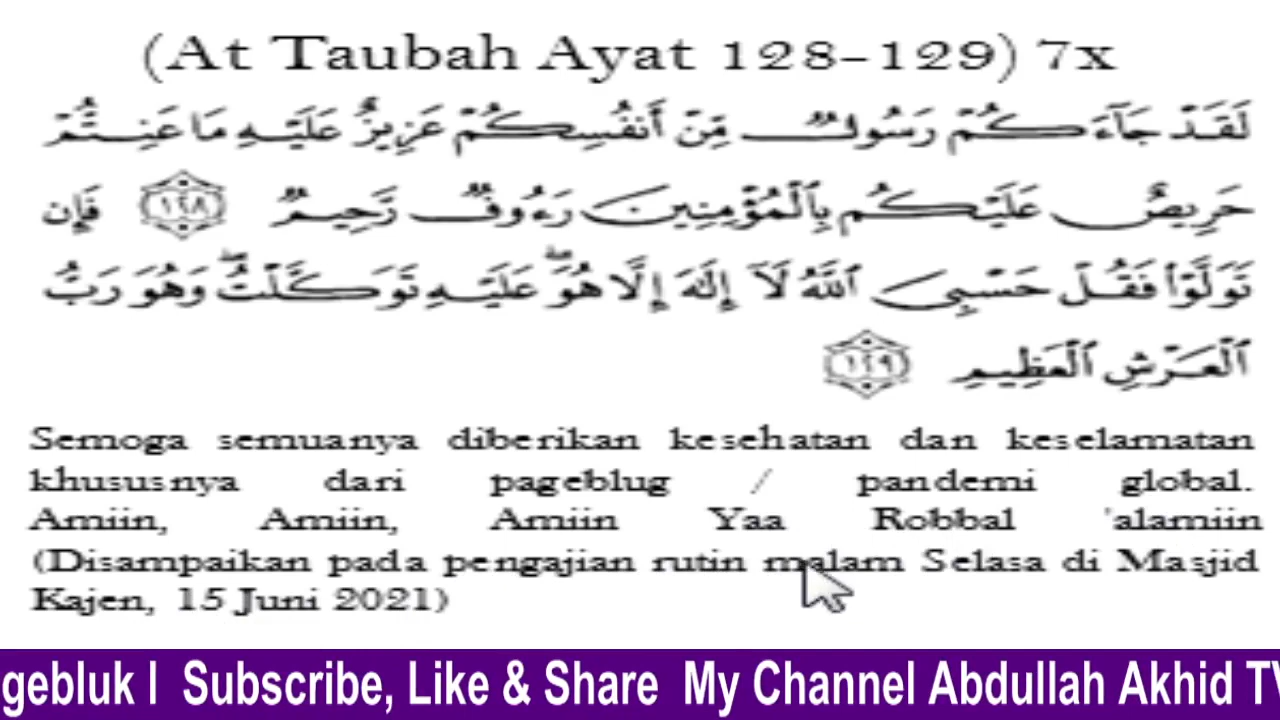 (At Taubah Ayat 128-129) 7x
لَقَدْ جَآءَكُمْ رَسُولٌ مِّنْ أَنفُسِكُمْ عَزِيزٌ عَلَيْهِ مَا عَنِتُّمْ
حَرِيصٌ عَلَيْكُم بِٱلْمُؤْمِنِينَ رَءُوفٌ رَّحِيمٌ ١٢٨ فَإِن
تَوَلَّوْا۟ فَقُلْ حَسْبِىَ ٱللَّهُ لَآ إِلَٰهَ إِلَّا هُوَ ۖ عَلَيْهِ تَوَكَّلْتُ ۖ وَهُوَ رَبُّ
ٱلْعَرْشِ ٱلْعَظِيمِ ١٢٩
Semoga semuanya diberikan kesehatan dan keselamatan
khususnya dari pageblug / pandemi global.
Amiin, Amiin, Amiin Yaa Robbal 'alamiin
(Disampaikan pada pengajian rutin malam Selasa di Masjid
Kajen, 15 Juni 2021)
gebluk l Subscribe, Like & Share My Channel Abdullah Akhid TV